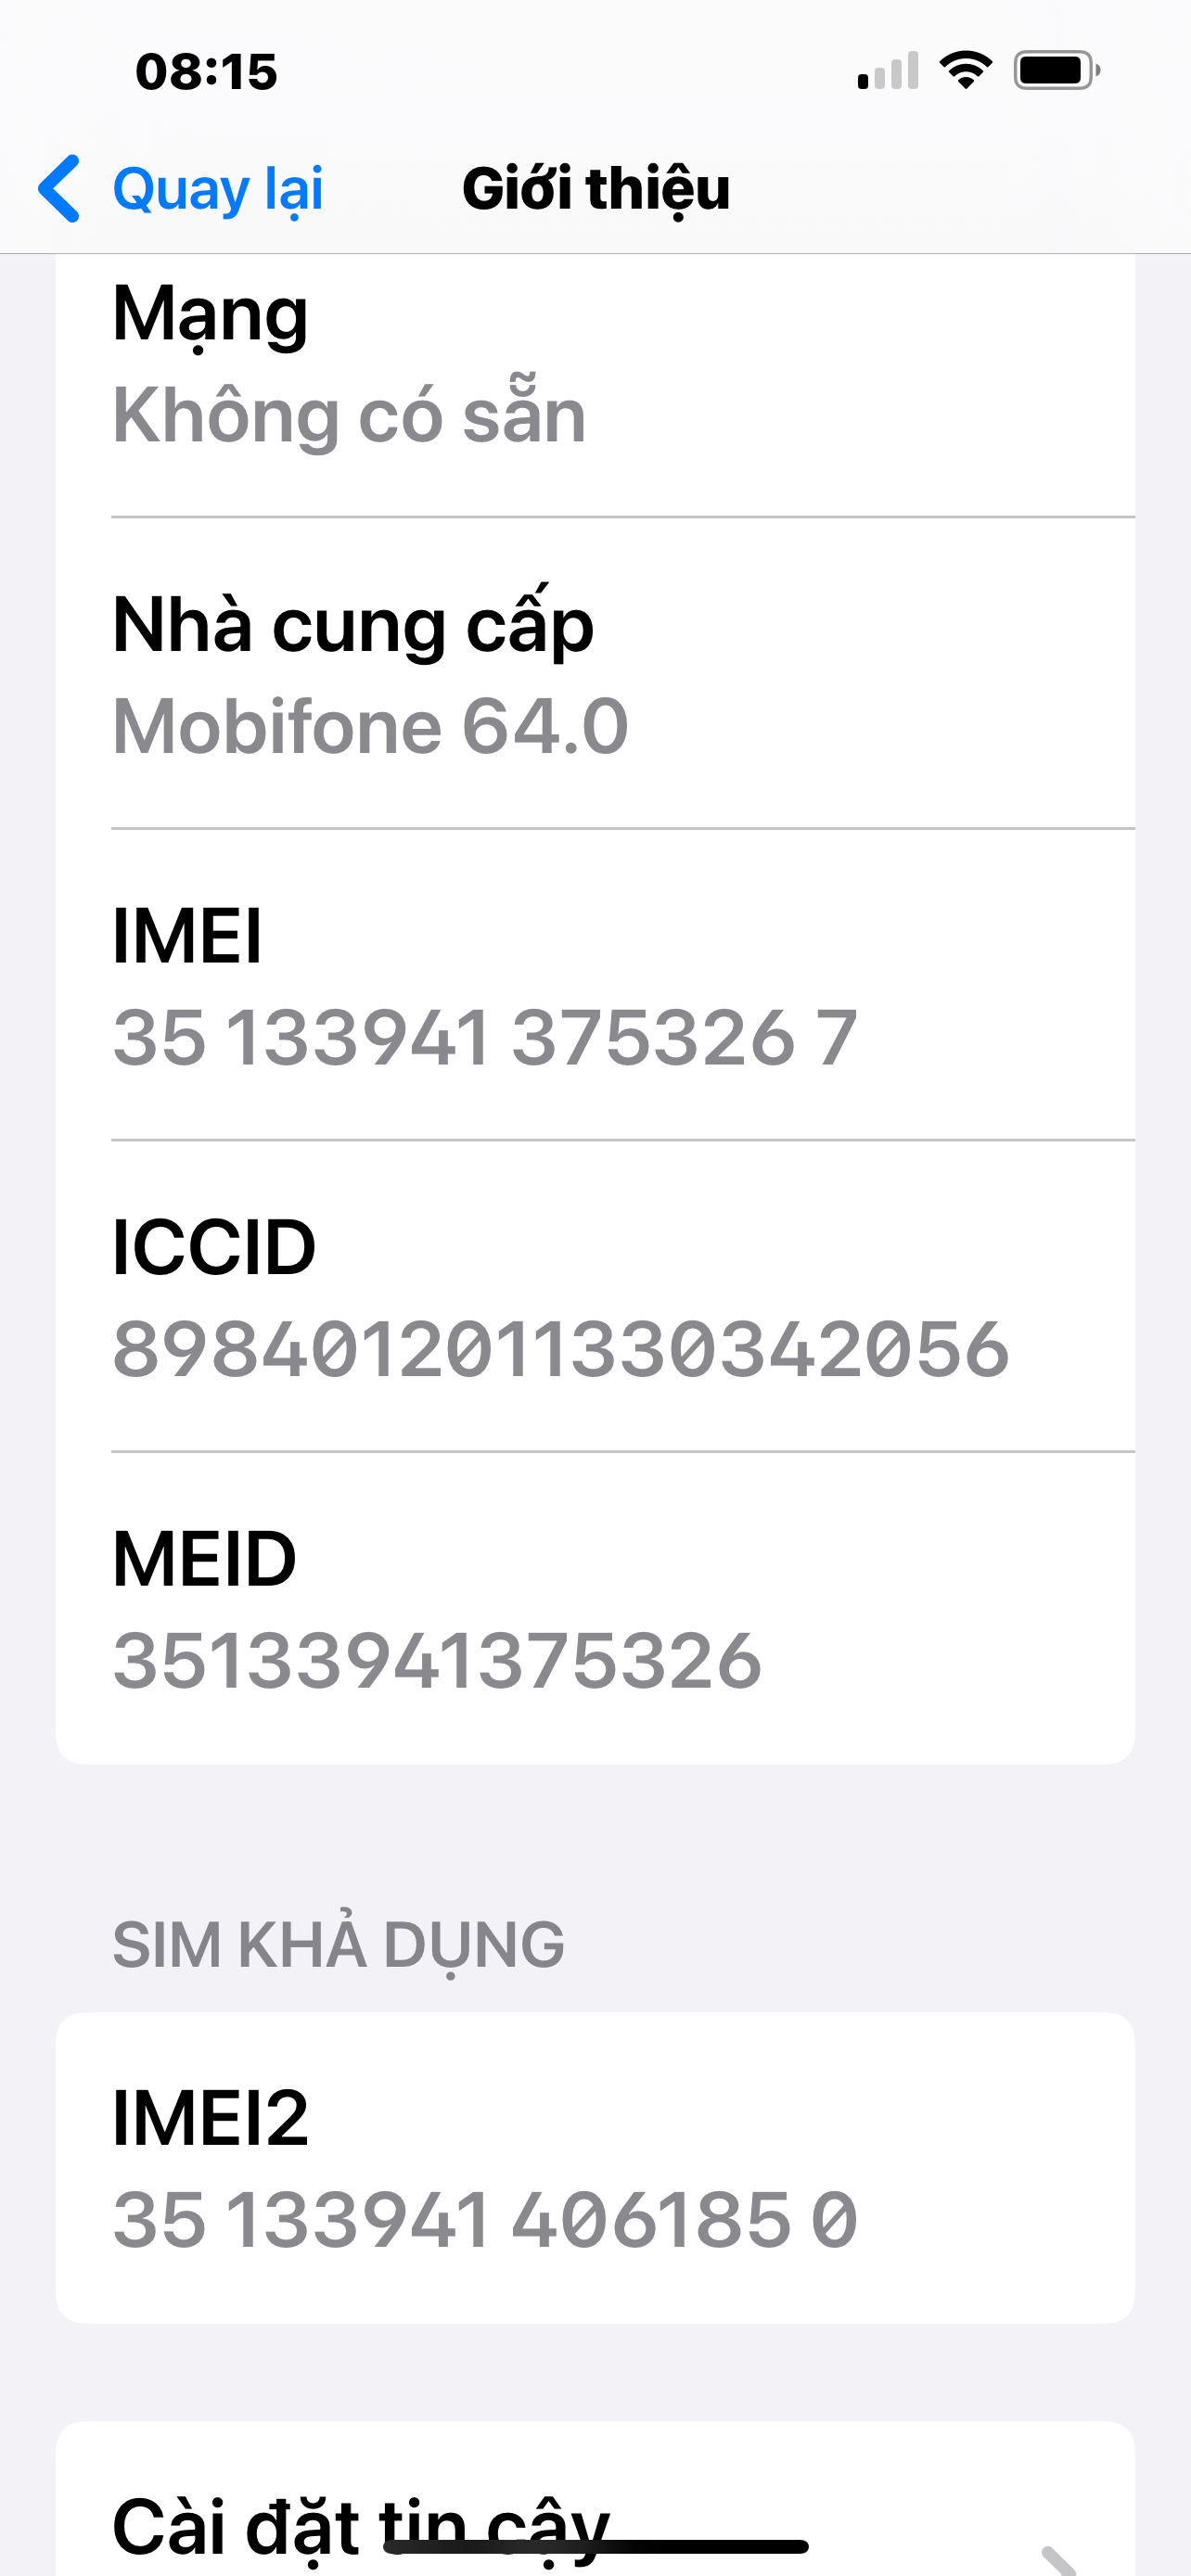 08:15
Quay lại
Giới thiệu
Mạng
Không có sẵn
Nhà cung cấp
Mobifone 64.0
IMEI
35 133941 375326 7
ICCID
8984012011330342056
MEID
35133941375326
SIM KHẢ DỤNG
IMEI2
35 133941 406185 0
Cài đặt tin cậy